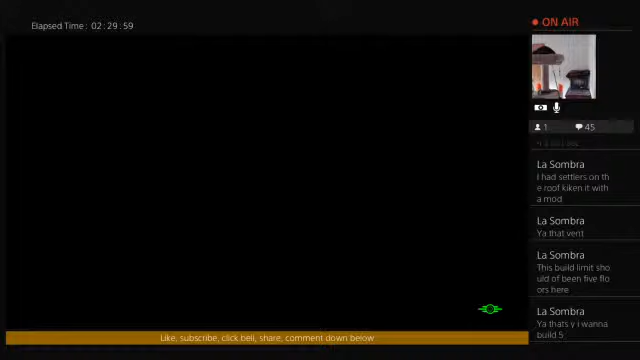 Elapsed Time : 02:29:59
ON AIR
1
45
La Sombra
I had settlers on th
e roof kiken it with
a mod
La Sombra
Ya that vent
La Sombra
This build limit sho
uld of been five flo
ors here
La Sombra
Ya thats y i wanna
build 5
Like, subscribe, click bell, share, comment down below